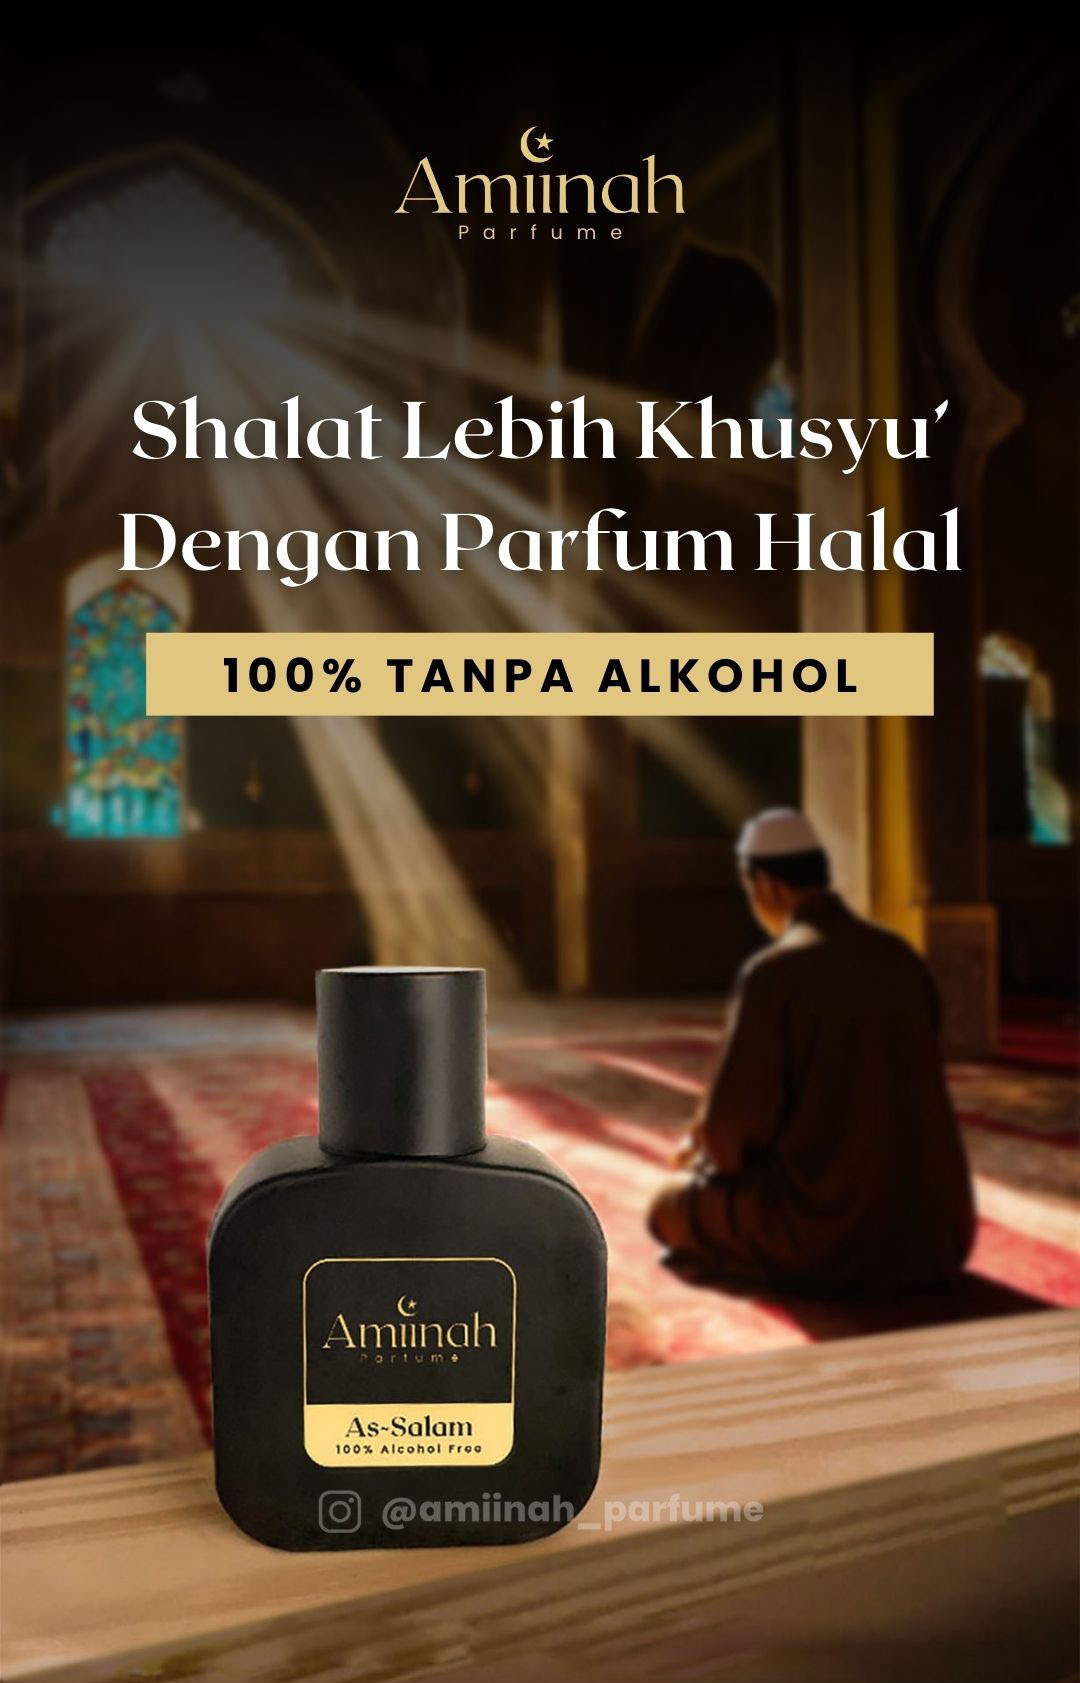 Amiinah
Parfume
Shalat Lebih Khusyu'
Dengan Parfum Halal
100% TANPA ALKOHOL
Amiinah
Parfume
As~Salam
100% Alcohol Free
@amiinah_parfume